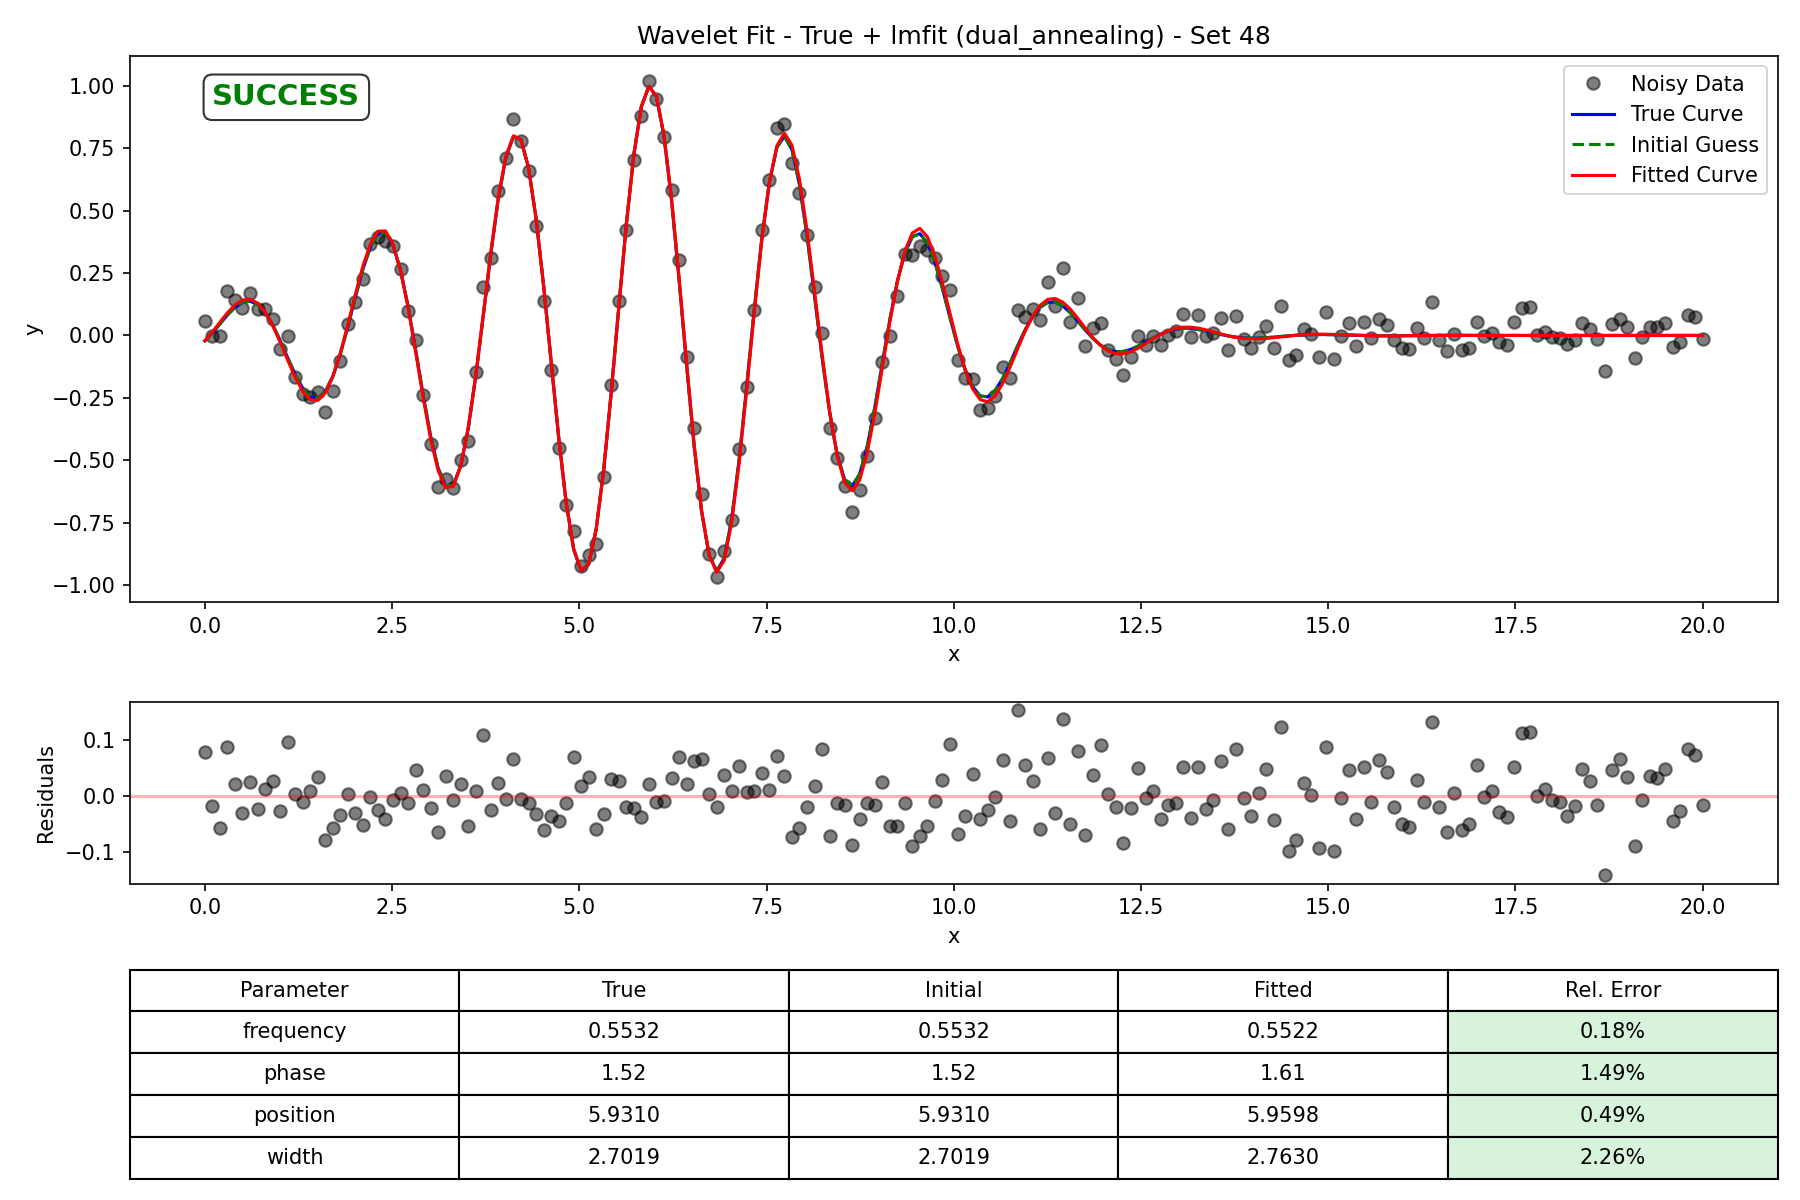 Wavelet Fit - True + lmfit (dual_annealing) - Set 48
SUCCESS
Noisy Data
True Curve
Initial Guess
Fitted Curve
1.00
0.75
0.50
0.25
0.00
−0.25
−0.50
−0.75
−1.00
y
0.0 2.5 5.0 7.5 10.0 12.5 15.0 17.5 20.0
x
0.1
0.0
−0.1
Residuals
0.0 2.5 5.0 7.5 10.0 12.5 15.0 17.5 20.0
x
Parameter True Initial Fitted Rel. Error
frequency 0.5532 0.5532 0.5522 0.18%
phase 1.52 1.52 1.61 1.49%
position 5.9310 5.9310 5.9598 0.49%
width 2.7019 2.7019 2.7630 2.26%